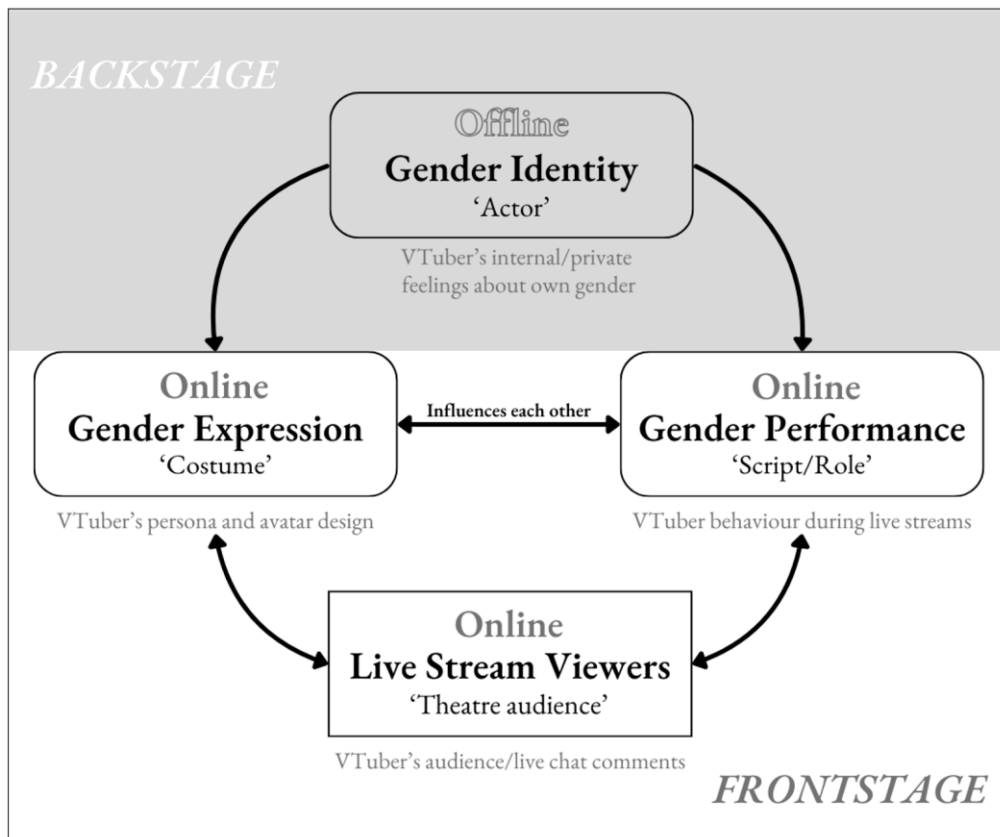 BACKSTAGE
Offline
Gender Identity
‘Actor’
VTuber’s internal/private
feelings about own gender
Online
Gender Expression
‘Costume’
VTuber’s persona and avatar design
Influences each other
Online
Gender Performance
‘Script/Role’
VTuber behaviour during live streams
Online
Live Stream Viewers
‘Theatre audience’
VTuber’s audience/live chat comments
FRONTSTAGE